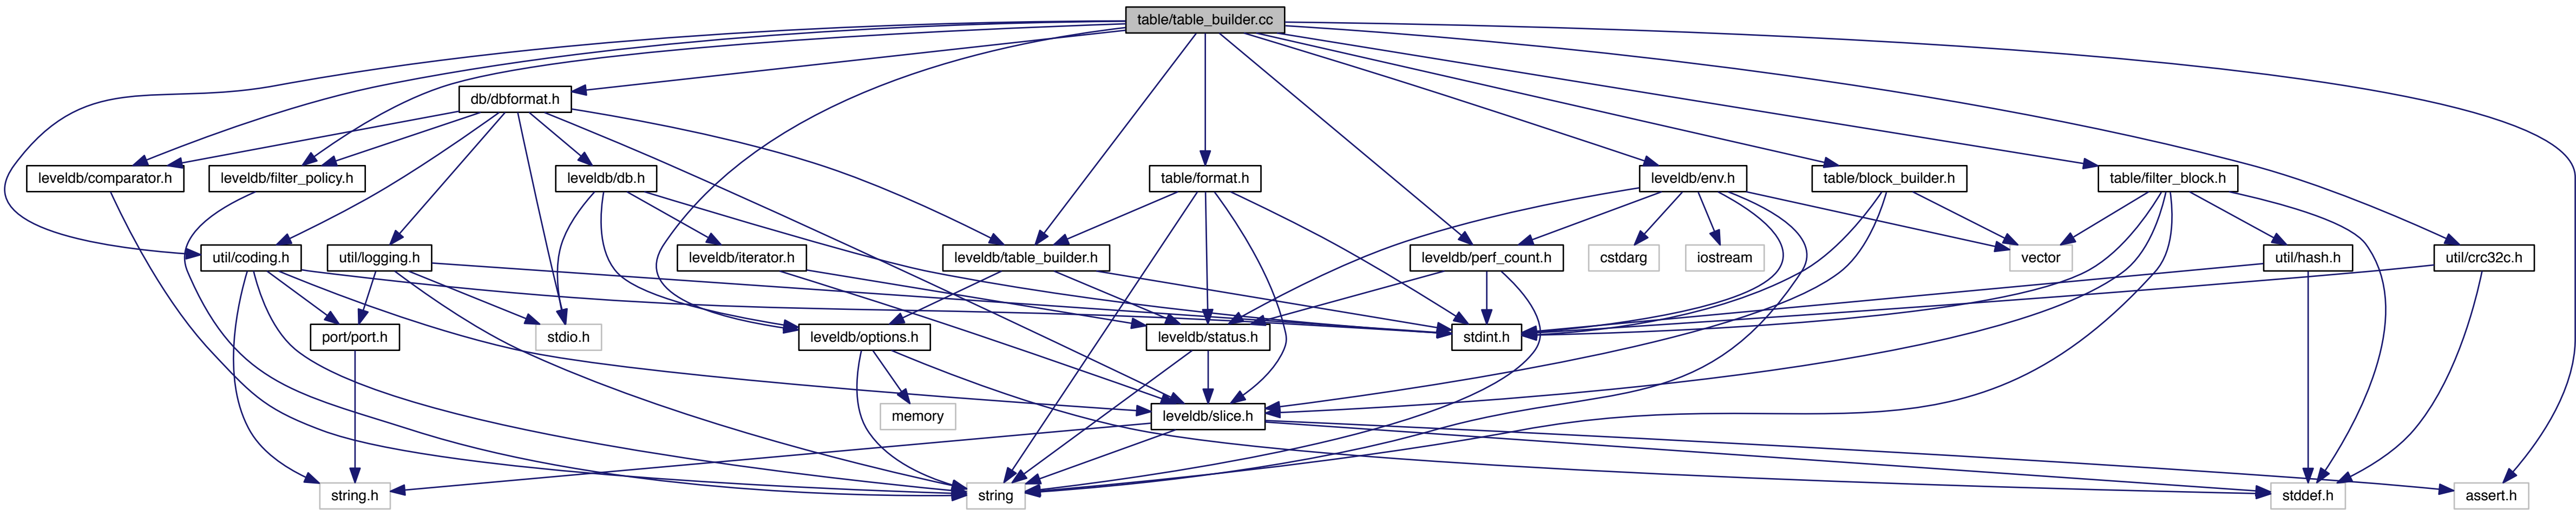 table/table_builder.cc
db/dbformat.h
leveldb/comparator.h
leveldb/filter_policy.h
leveldb/db.h
table/format.h
leveldb/env.h
table/block_builder.h
table/filter_block.h
util/coding.h
util/logging.h
leveldb/iterator.h
leveldb/table_builder.h
leveldb/perf_count.h
cstdarg
iostream
vector
util/hash.h
util/crc32c.h
port/port.h
stdio.h
leveldb/options.h
leveldb/status.h
stdint.h
memory
leveldb/slice.h
string.h
string
stddef.h
assert.h